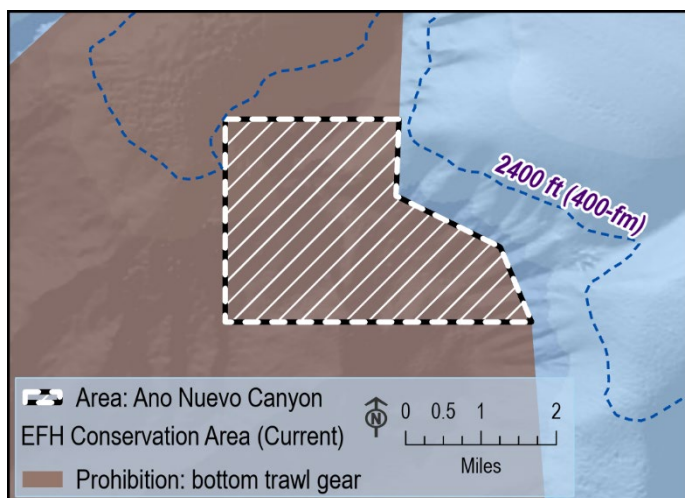 2400 ft (400-fm)
Area: Ano Nuevo Canyon
EFH Conservation Area (Current)
Prohibition: bottom trawl gear
N
0 0.5 1 2
Miles